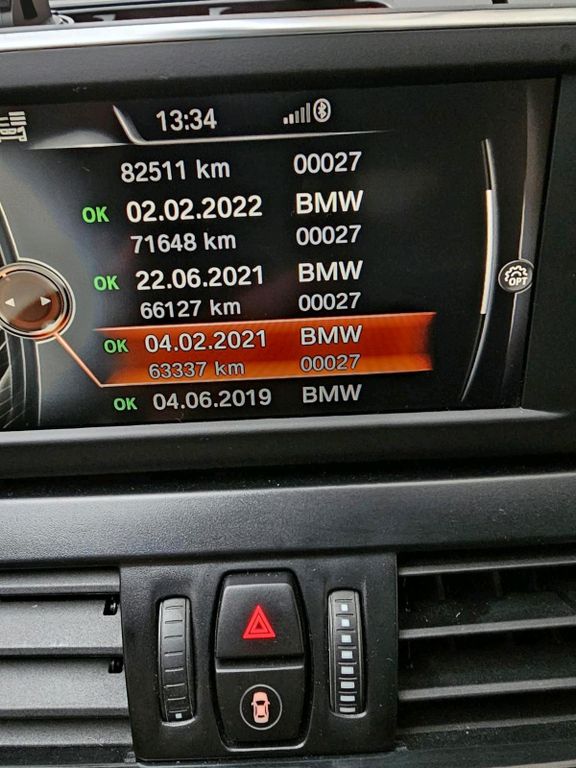 13:34
82511 km 00027
OK 02.02.2022 BMW
71648 km 00027
OK 22.06.2021 BMW
66127 km 00027
OK 04.02.2021 BMW
63337 km 00027
OK 04.06.2019 BMW
OPT